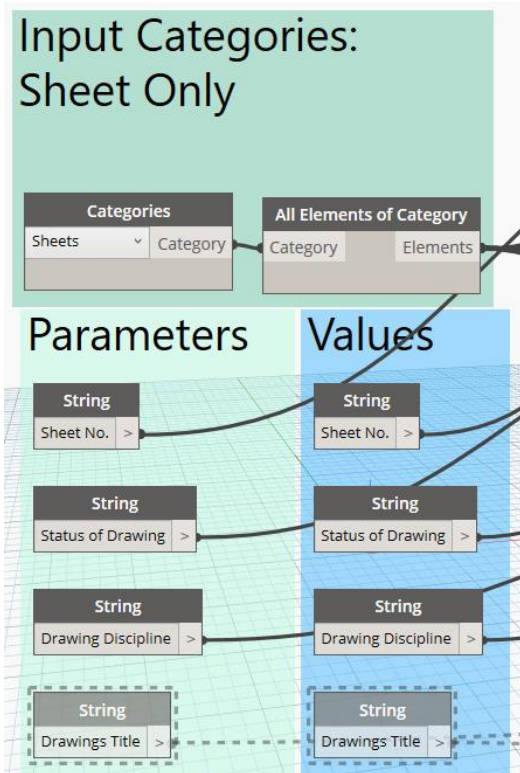 Input Categories:
Sheet Only
Categories
Sheets
Category
All Elements of Category
Category
Elements
Parameters
Values
String
Sheet No.
>
String
Sheet No.
>
String
Status of Drawing
>
String
Status of Drawing
>
String
Drawing Discipline
>
String
Drawing Discipline
>
String
Drawings Title
>
String
Drawings Title
>